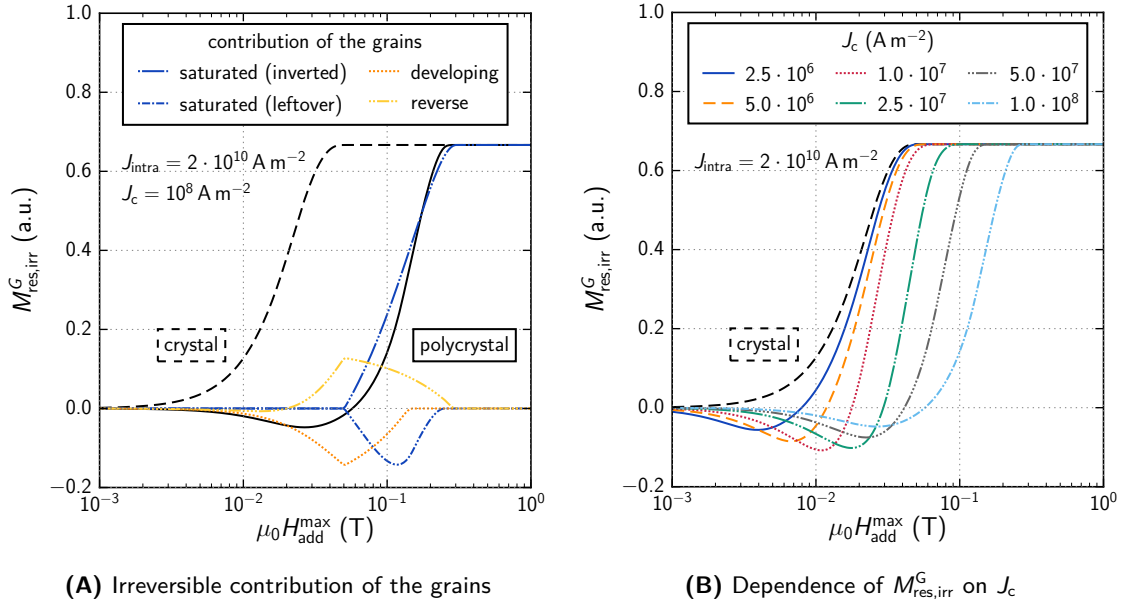 contribution of the grains
saturated (inverted)
developing
saturated (leftover)
reverse
J_intra = 2 · 10^10 A m^−2
J_c = 10^8 A m^−2
crystal
polycrystal
M^G_res,irr (a.u.)
1.0
0.8
0.6
0.4
0.2
0.0
−0.2
10^−3
10^−2
10^−1
10^0
μ_0 H^max_add (T)
(A) Irreversible contribution of the grains
J_c (A m^−2)
2.5 · 10^6
1.0 · 10^7
5.0 · 10^7
5.0 · 10^6
2.5 · 10^7
1.0 · 10^8
J_intra = 2 · 10^10 A m^−2
crystal
M^G_res,irr (a.u.)
1.0
0.8
0.6
0.4
0.2
0.0
−0.2
10^−3
10^−2
10^−1
10^0
μ_0 H^max_add (T)
(B) Dependence of M^G_res,irr on J_c